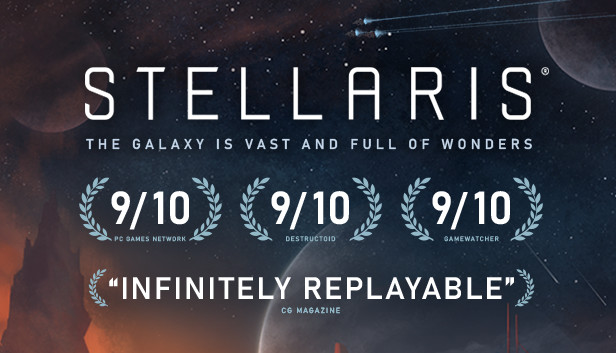 STELLARIS®
THE GALAXY IS VAST AND FULL OF WONDERS
9/10 9/10 9/10
PC GAMES NETWORK DESTRUCTOID GAMEWATCHER
“INFINITELY REPLAYABLE”
CG MAGAZINE